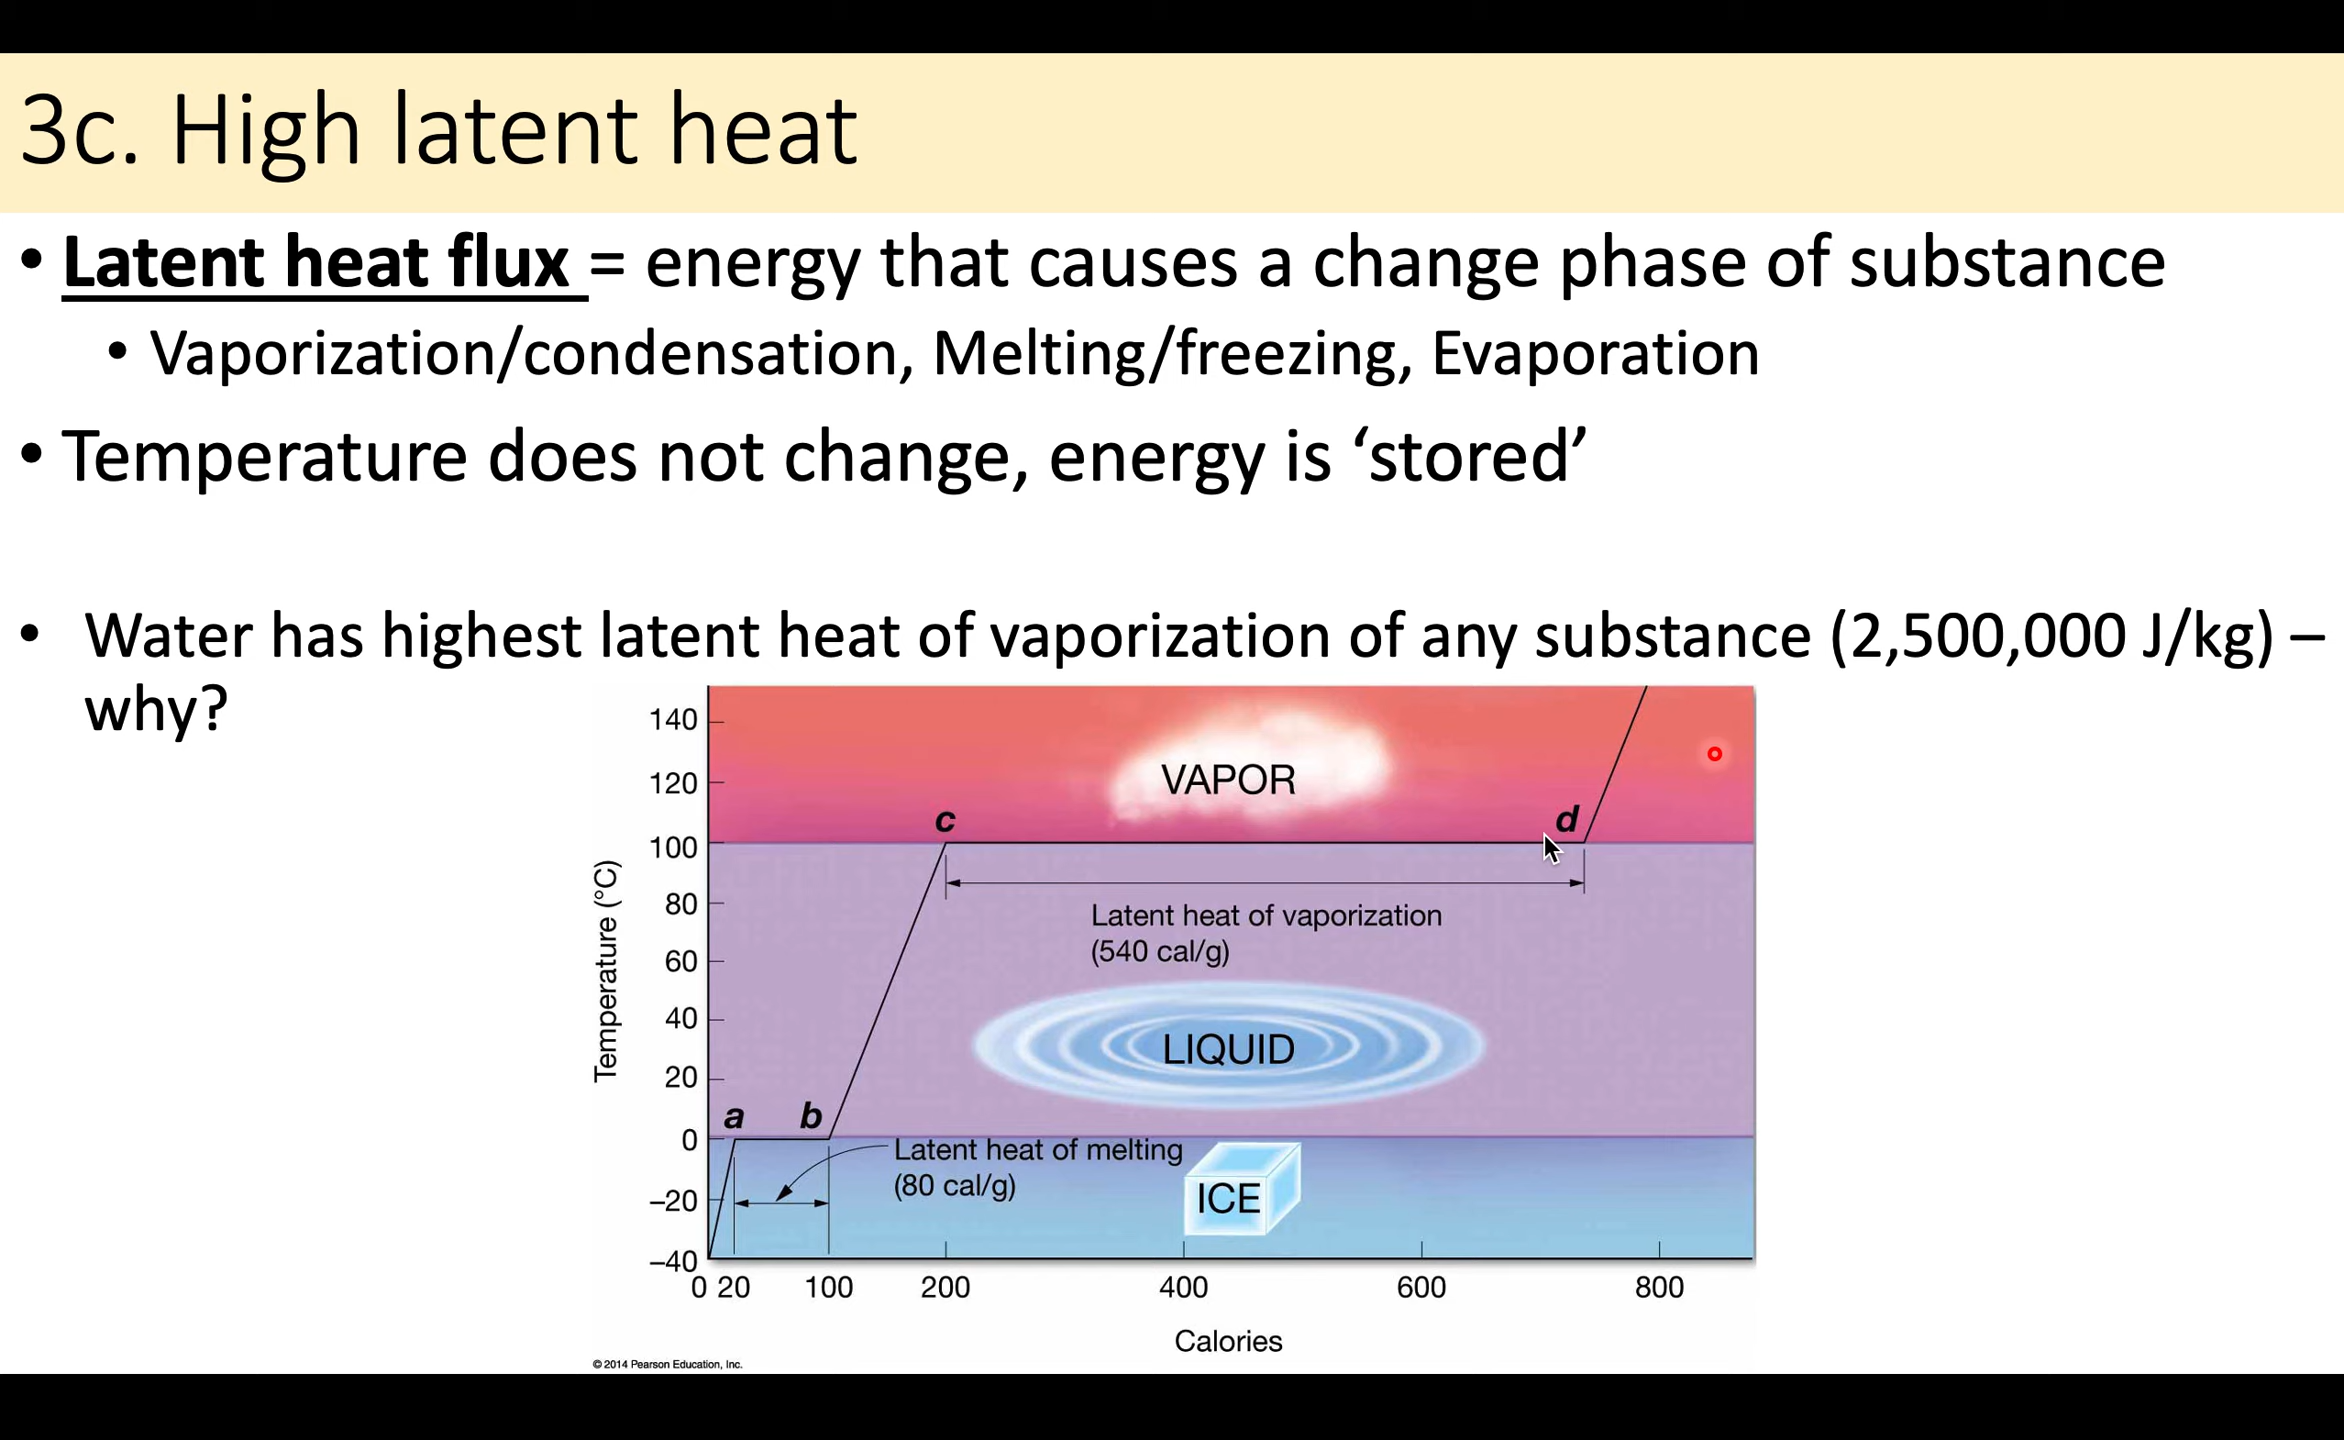 3c. High latent heat
• Latent heat flux = energy that causes a change phase of substance
• Vaporization/condensation, Melting/freezing, Evaporation
• Temperature does not change, energy is ‘stored’
• Water has highest latent heat of vaporization of any substance (2,500,000 J/kg) –
why?
140
120
100
80
60
40
20
0
–20
–40
Temperature (°C)
VAPOR
c
d
Latent heat of vaporization
(540 cal/g)
LIQUID
a
b
Latent heat of melting
(80 cal/g)
ICE
0 20 100 200 400 600 800
Calories
© 2014 Pearson Education, Inc.